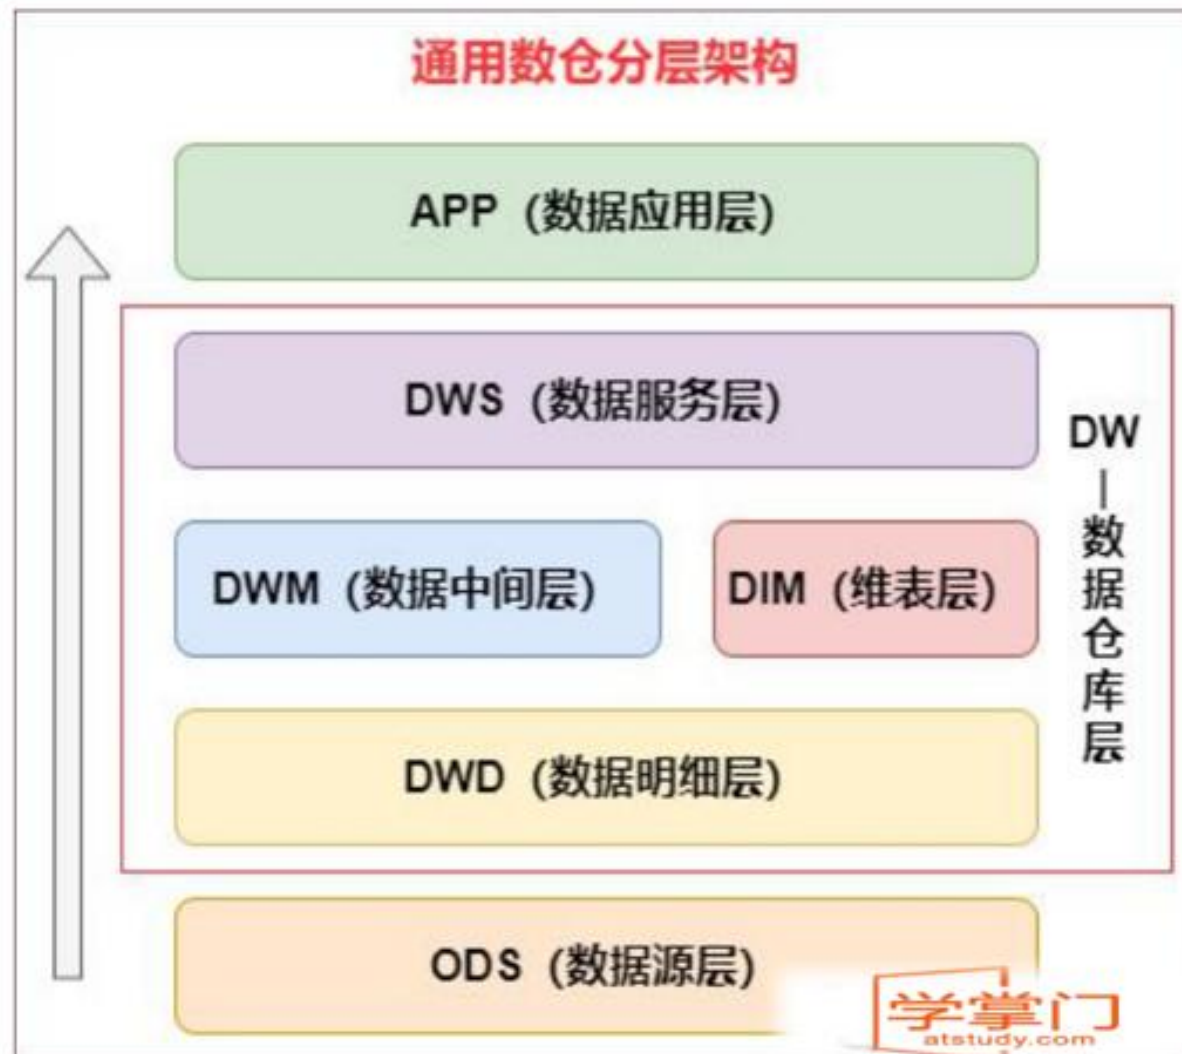 通用数仓分层架构
APP（数据应用层）
DWS（数据服务层）
DWM（数据中间层）
DIM（维表层）
DW—数据仓库层
DWD（数据明细层）
ODS（数据源层）
学掌门
atstudy.com